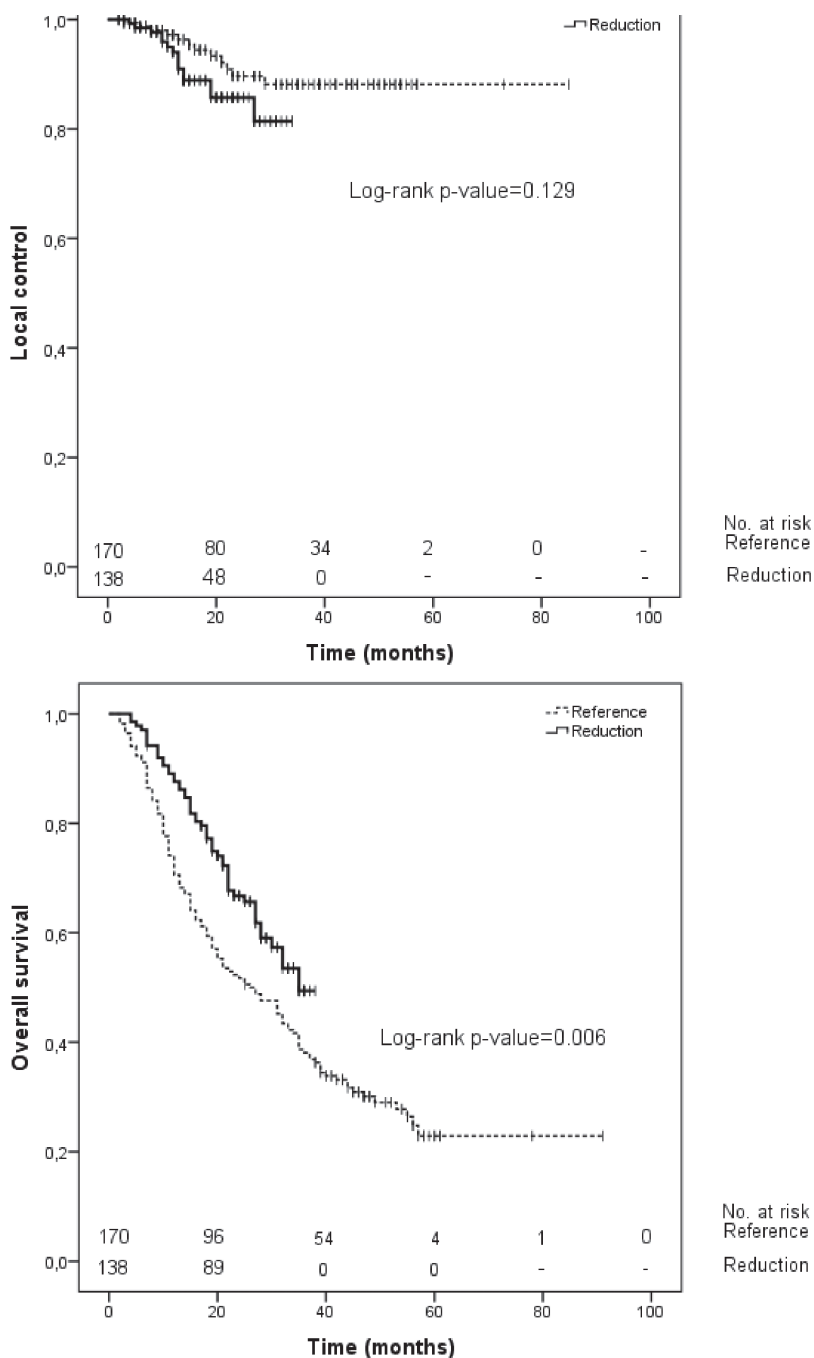 1,0
Reduction
0,8
Log-rank p-value=0.129
Local control
0,6
0,4
0,2
No. at risk
170 80 34 2 0 - Reference
0,0
138 48 0 - - - Reduction
0 20 40 60 80 100
Time (months)
1,0
Reference
Reduction
0,8
Overall survival
0,6
Log-rank p-value=0.006
0,4
0,2
No. at risk
170 96 54 4 1 0 Reference
0,0
138 89 0 0 - - Reduction
0 20 40 60 80 100
Time (months)